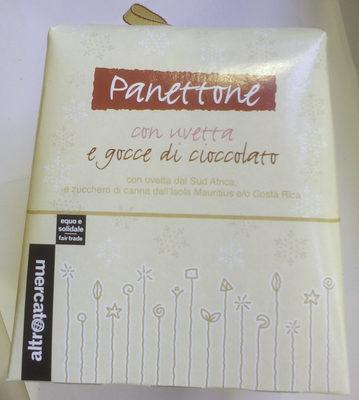 Panettone
con uvetta
e gocce di cioccolato
con uvetta dal Sud Africa,
e zucchero di canna dall'Isola Mauritius e/o Costa Rica
equo e
solidale
fair trade
altromercato